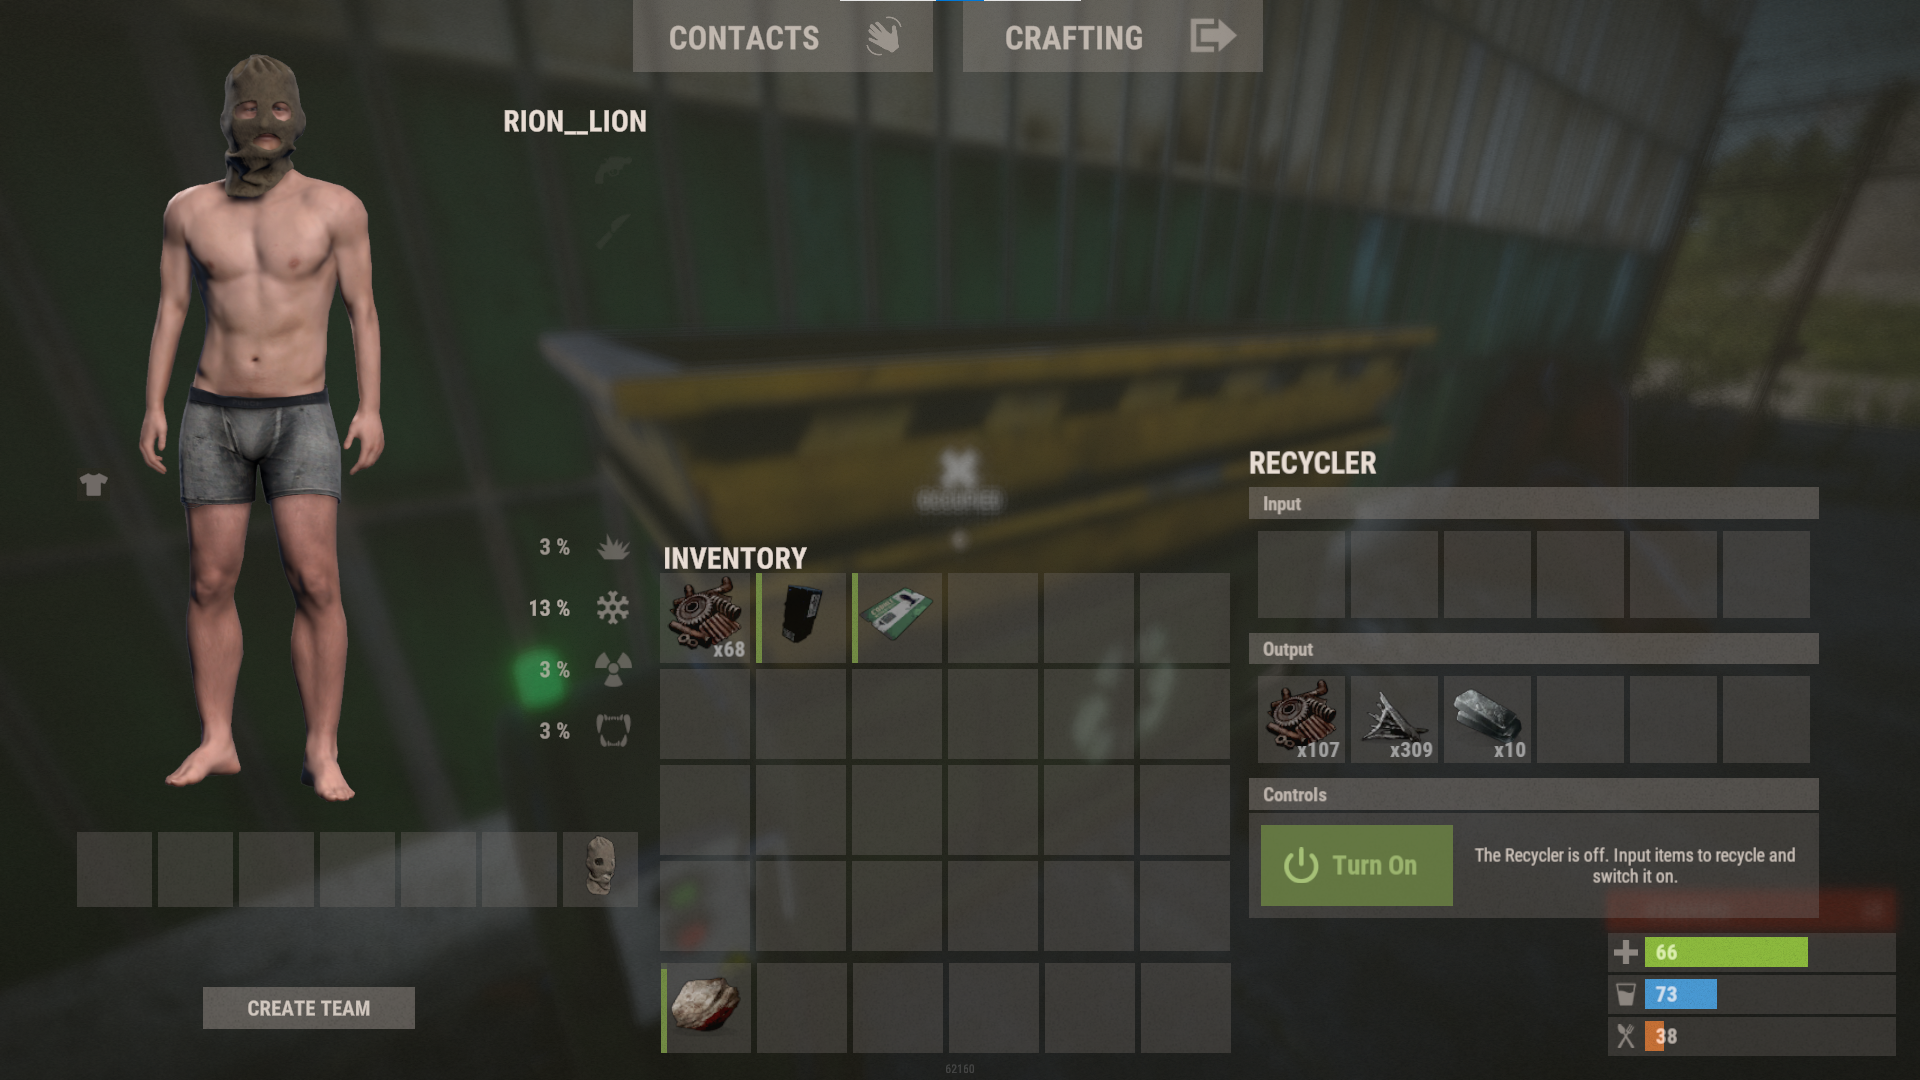 CONTACTS
CRAFTING
RION__LION
3 %
13 %
3 %
3 %
OCCUPIED
INVENTORY
x68
RECYCLER
Input
Output
x107
x309
x10
Controls
Turn On
The Recycler is off. Input items to recycle and
switch it on.
CREATE TEAM
66
73
38
62160